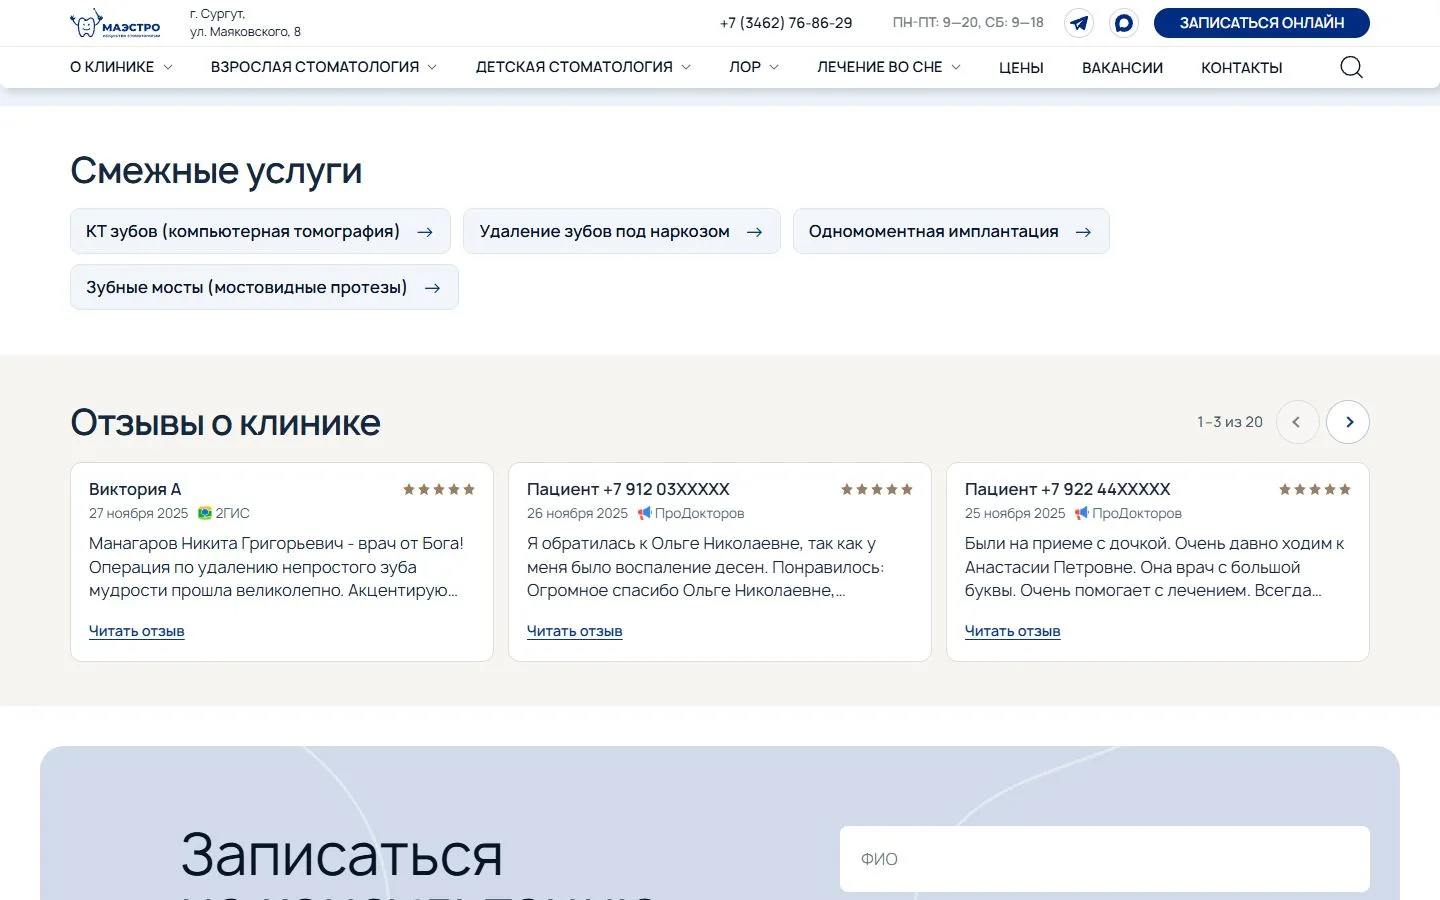 МАЭСТРО
искусство стоматологии
г. Сургут,
ул. Маяковского, 8
+7 (3462) 76-86-29
ПН-ПТ: 9—20, СБ: 9—18
ЗАПИСАТЬСЯ ОНЛАЙН
О КЛИНИКЕ
ВЗРОСЛАЯ СТОМАТОЛОГИЯ
ДЕТСКАЯ СТОМАТОЛОГИЯ
ЛОР
ЛЕЧЕНИЕ ВО СНЕ
ЦЕНЫ
ВАКАНСИИ
КОНТАКТЫ
Смежные услуги
КТ зубов (компьютерная томография) →
Удаление зубов под наркозом →
Одномоментная имплантация →
Зубные мосты (мостовидные протезы) →
Отзывы о клинике
1–3 из 20
Виктория А
27 ноября 2025 2ГИС
Манагаров Никита Григорьевич - врач от Бога!
Операция по удалению непростого зуба
мудрости прошла великолепно. Акцентирую...
Читать отзыв
Пациент +7 912 03XXXXX
26 ноября 2025 ПроДокторов
Я обратилась к Ольге Николаевне, так как у
меня было воспаление десен. Понравилось:
Огромное спасибо Ольге Николаевне,...
Читать отзыв
Пациент +7 922 44XXXXX
25 ноября 2025 ПроДокторов
Были на приеме с дочкой. Очень давно ходим к
Анастасии Петровне. Она врач с большой
буквы. Очень помогает с лечением. Всегда...
Читать отзыв
Записаться
на консультацию
ФИО